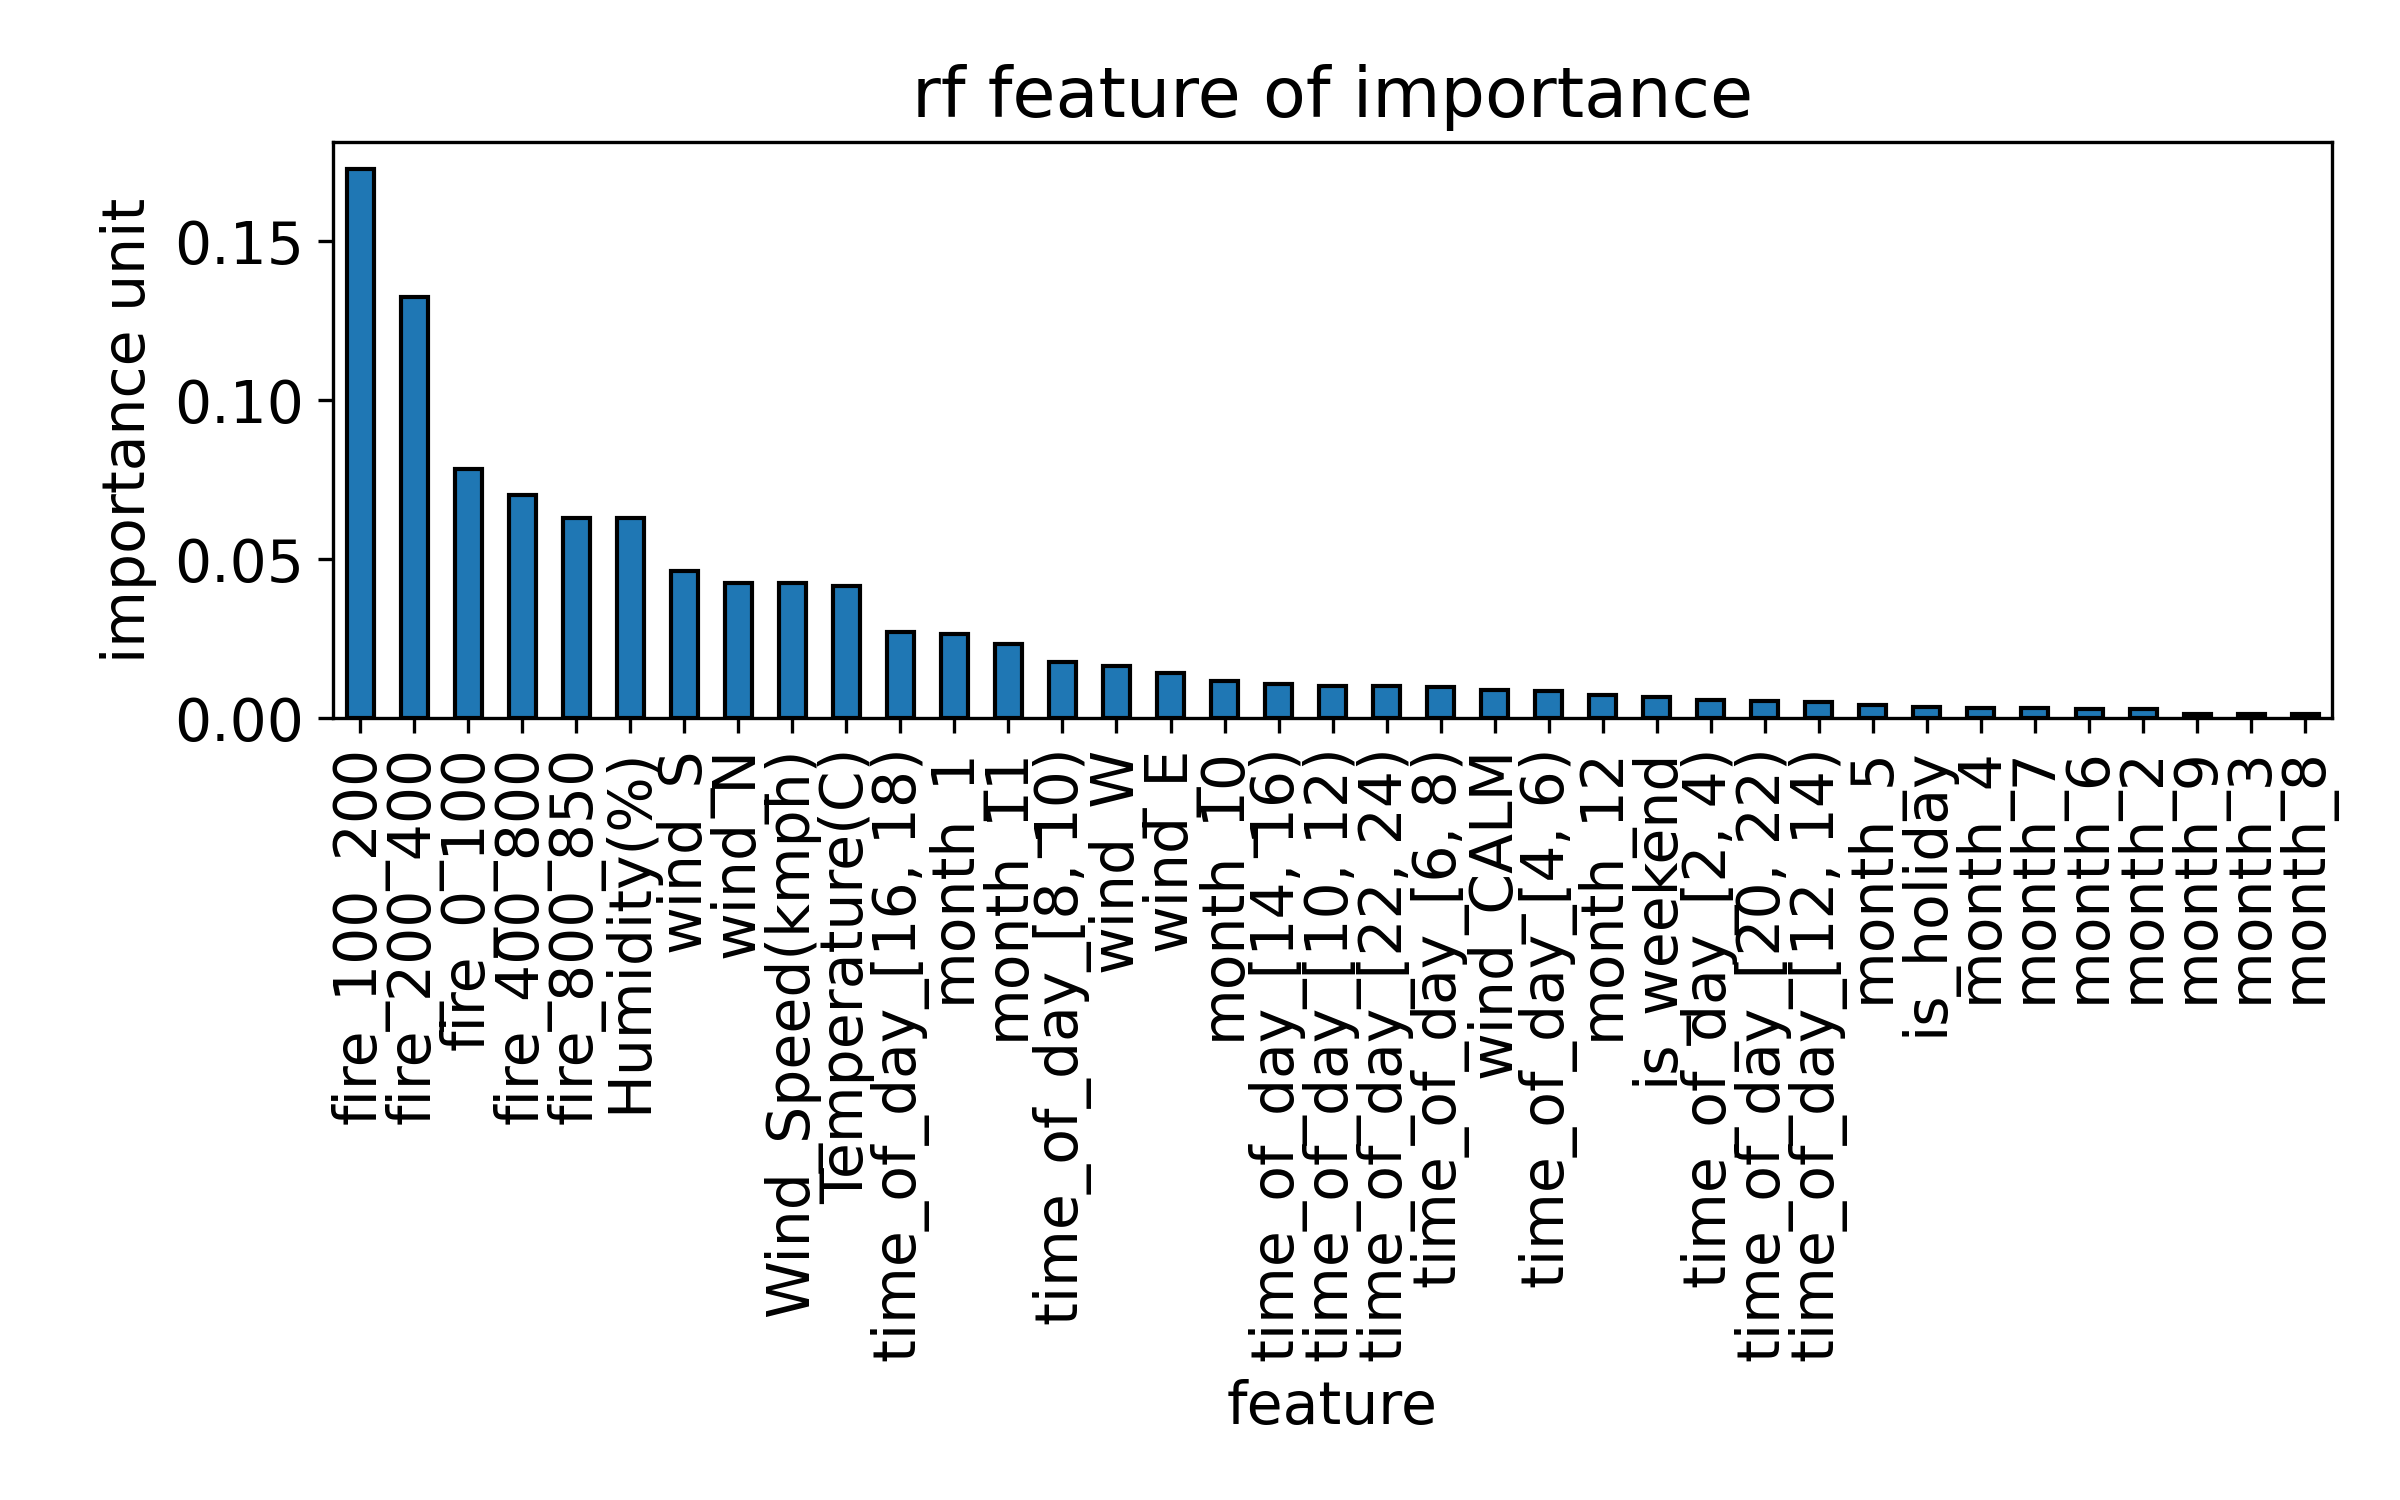 rf feature of importance
importance unit
0.15
0.10
0.05
0.00
fire_100_200
fire_200_400
fire_0_100
fire_400_800
fire_800_850
Humidity(%)
wind_S
wind_N
Wind_Speed(kmph)
Temperature(C)
time_of_day_[16, 18)
month_1
month_11
time_of_day_[8, 10)
wind_W
wind_E
month_10
time_of_day_[14, 16)
time_of_day_[10, 12)
time_of_day_[22, 24)
time_of_day_[6, 8)
wind_CALM
time_of_day_[4, 6)
month_12
is_weekend
time_of_day_[2, 4)
time_of_day_[20, 22)
time_of_day_[12, 14)
month_5
is_holiday
month_4
month_7
month_6
month_2
month_9
month_3
month_8
feature